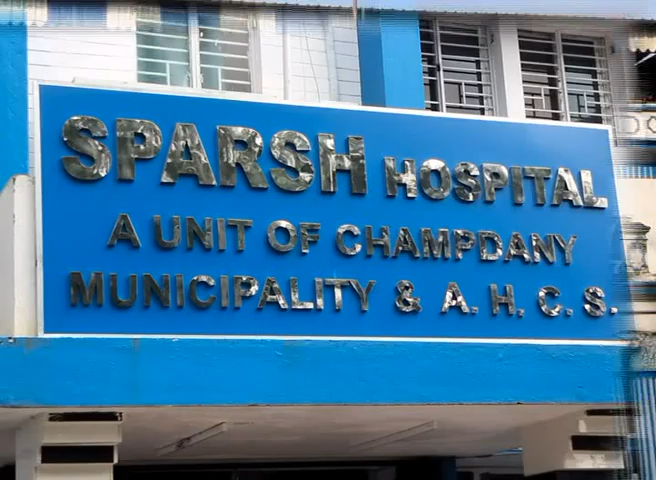 SPARSH HOSPITAL
A UNIT OF CHAMPDANY
MUNICIPALITY & A. H. C. S.